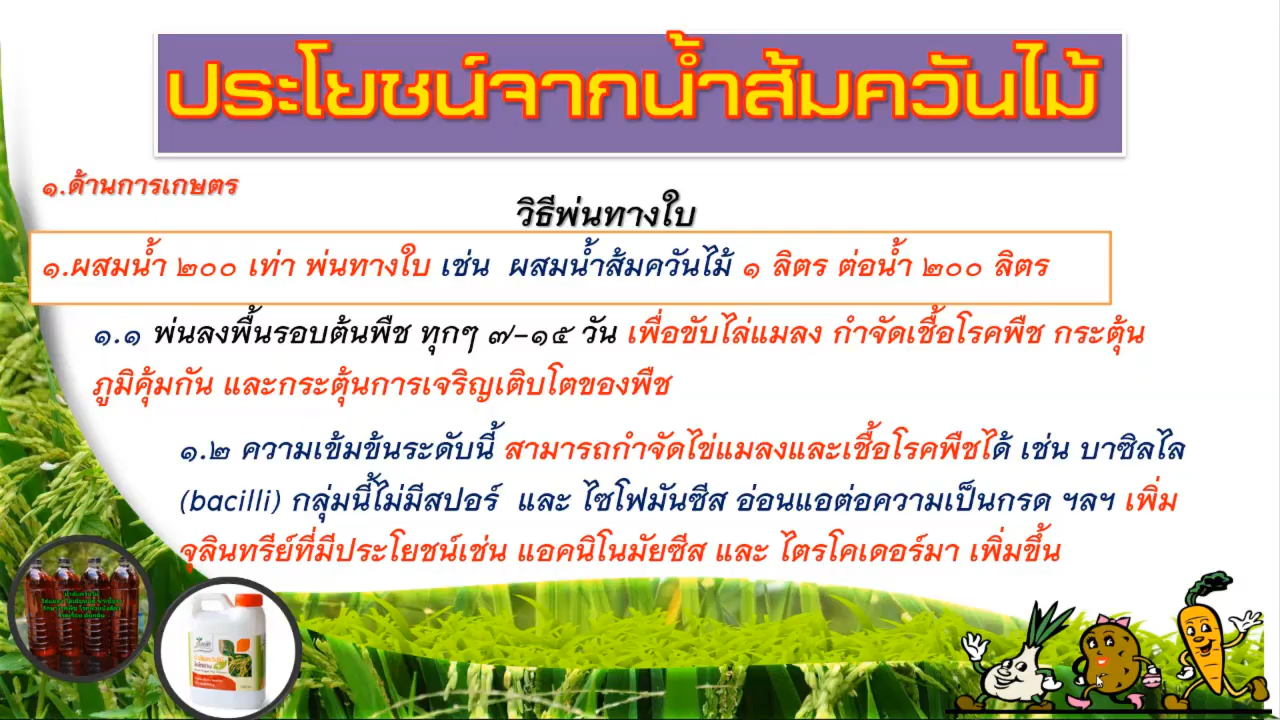 ประโยชน์จากน้ำส้มควันไม้
๑.ด้านการเกษตร
วิธีพ่นทางใบ
๑.ผสมน้ำ ๒๐๐ เท่า พ่นทางใบ เช่น ผสมน้ำส้มควันไม้ ๑ ลิตร ต่อน้ำ ๒๐๐ ลิตร
๑.๑ พ่นลงพื้นรอบต้นพืช ทุกๆ ๗-๑๕ วัน เพื่อขับไล่แมลง กำจัดเชื้อโรคพืช กระตุ้น
ภูมิคุ้มกัน และกระตุ้นการเจริญเติบโตของพืช
๑.๒ ความเข้มข้นระดับนี้ สามารถกำจัดไข่แมลงและเชื้อโรคพืชได้ เช่น บาซิลไล
(bacilli) กลุ่มนี้ไม่มีสปอร์ และ ไซโฟมันซีส อ่อนแอต่อความเป็นกรด ฯลฯ เพิ่ม
จุลินทรีย์ที่มีประโยชน์เช่น แอคนิโนมัยซีส และ ไตรโคเดอร์มา เพิ่มขึ้น
น้ำส้มควันไม้